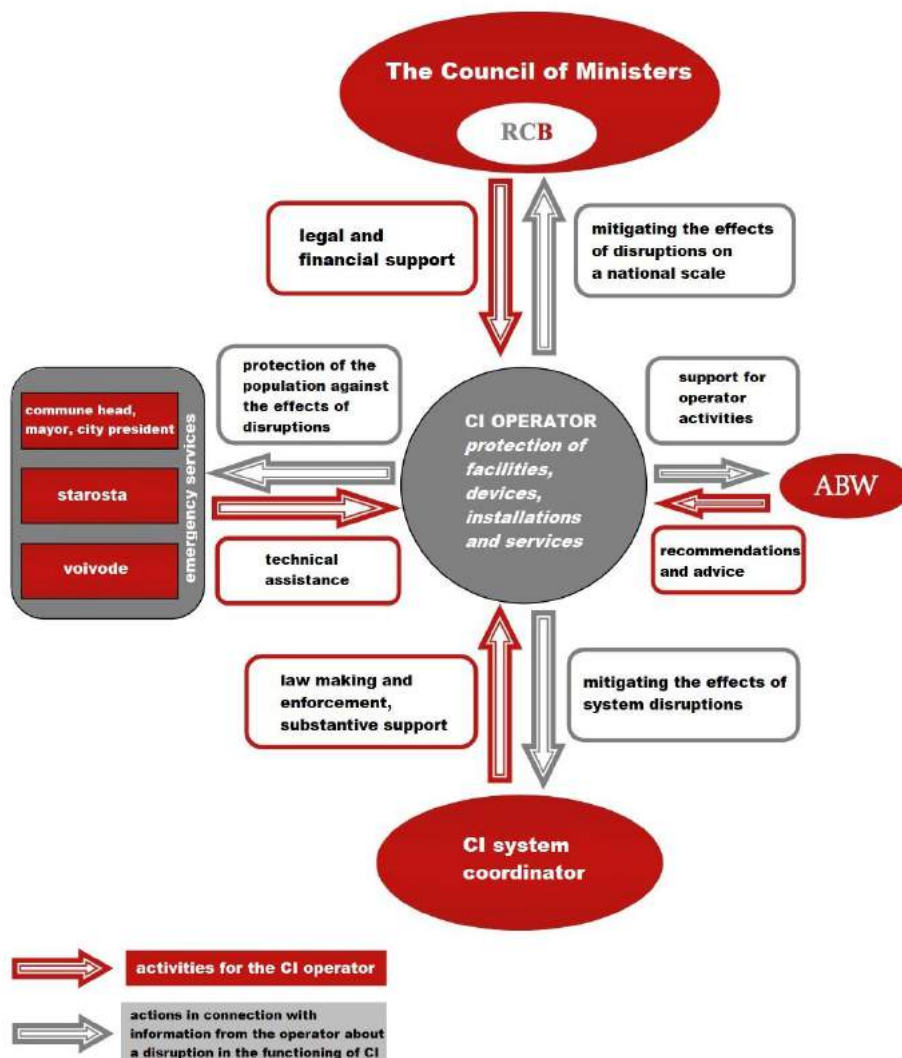 The Council of Ministers
RCB
legal and
financial support
mitigating the effects
of disruptions on
a national scale
protection of the
population against
the effects of
disruptions
support for
operator
activities
commune head,
mayor, city president
starosta
voivode
emergency services
CI OPERATOR
protection of
facilities,
devices,
installations
and services
ABW
technical
assistance
recommendations
and advice
law making and
enforcement,
substantive support
mitigating the effects of
system disruptions
CI system
coordinator
activities for the CI operator
actions in connection with
information from the operator about
a disruption in the functioning of CI